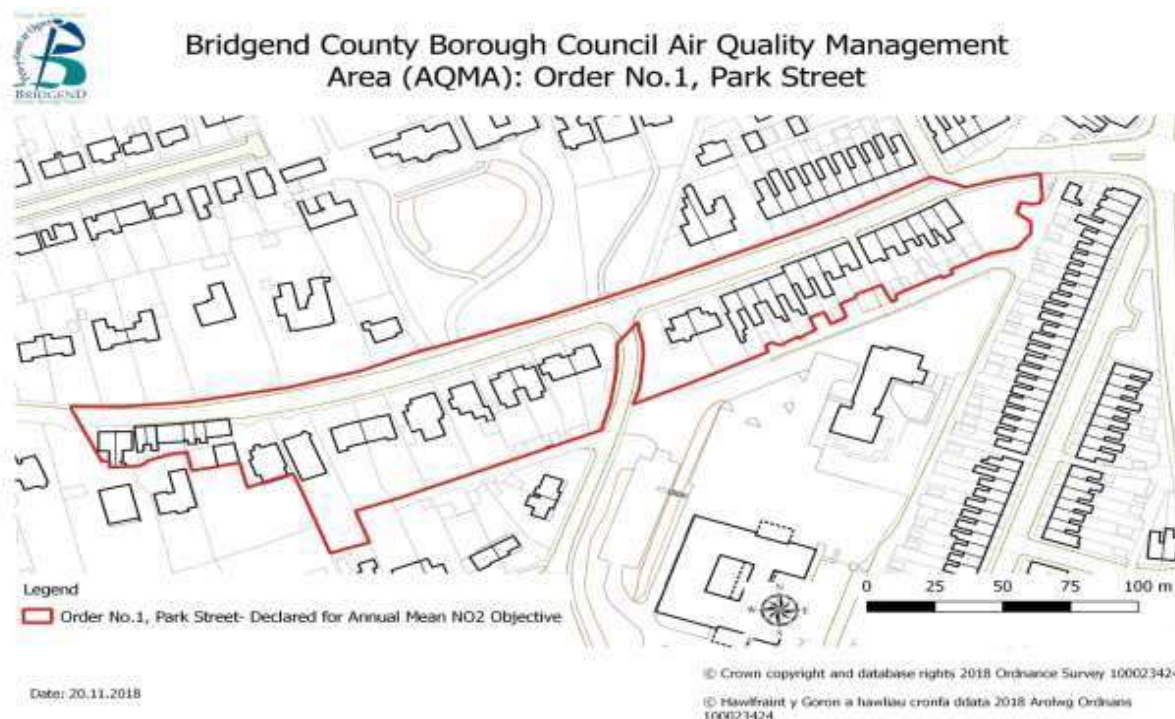 BRIDGEND
Bridgend County Borough Council Air Quality Management
Area (AQMA): Order No.1, Park Street
Legend
Order No.1, Park Street- Declared for Annual Mean NO2 Objective
0 25 50 75 100 m
Date: 20.11.2018
© Crown copyright and database rights 2018 Ordnance Survey 100023424
© Hawlfraint y Goron a hawliau cronfa ddata 2018 Arolwg Ordnans
100023424